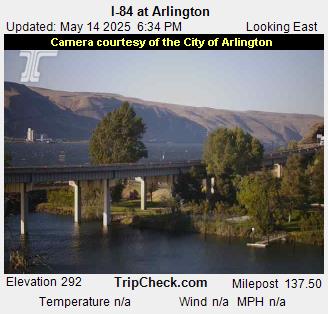 I-84 at Arlington
Updated: May 14 2025 6:34 PM Looking East
Camera courtesy of the City of Arlington
Elevation 292 TripCheck.com Milepost 137.50
Temperature n/a Wind n/a MPH n/a